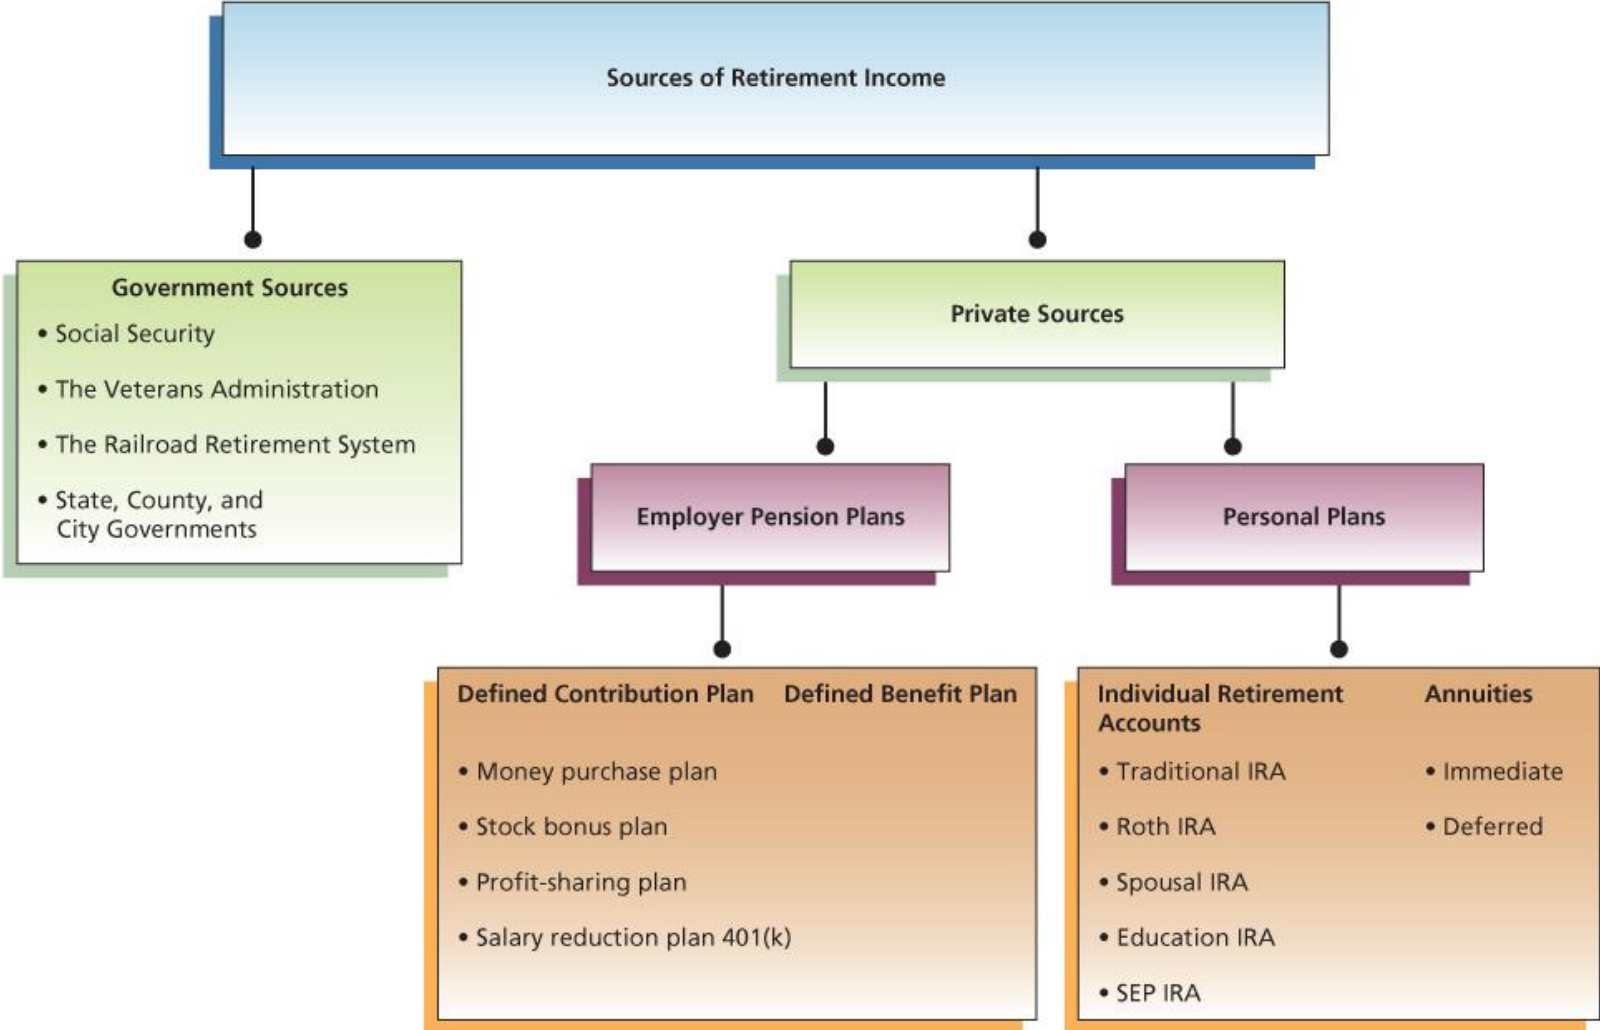 Sources of Retirement Income
Government Sources
• Social Security
• The Veterans Administration
• The Railroad Retirement System
• State, County, and
City Governments
Private Sources
Employer Pension Plans
Personal Plans
Defined Contribution Plan
• Money purchase plan
• Stock bonus plan
• Profit-sharing plan
• Salary reduction plan 401(k)
Defined Benefit Plan
Individual Retirement
Accounts
• Traditional IRA
• Roth IRA
• Spousal IRA
• Education IRA
• SEP IRA
Annuities
• Immediate
• Deferred